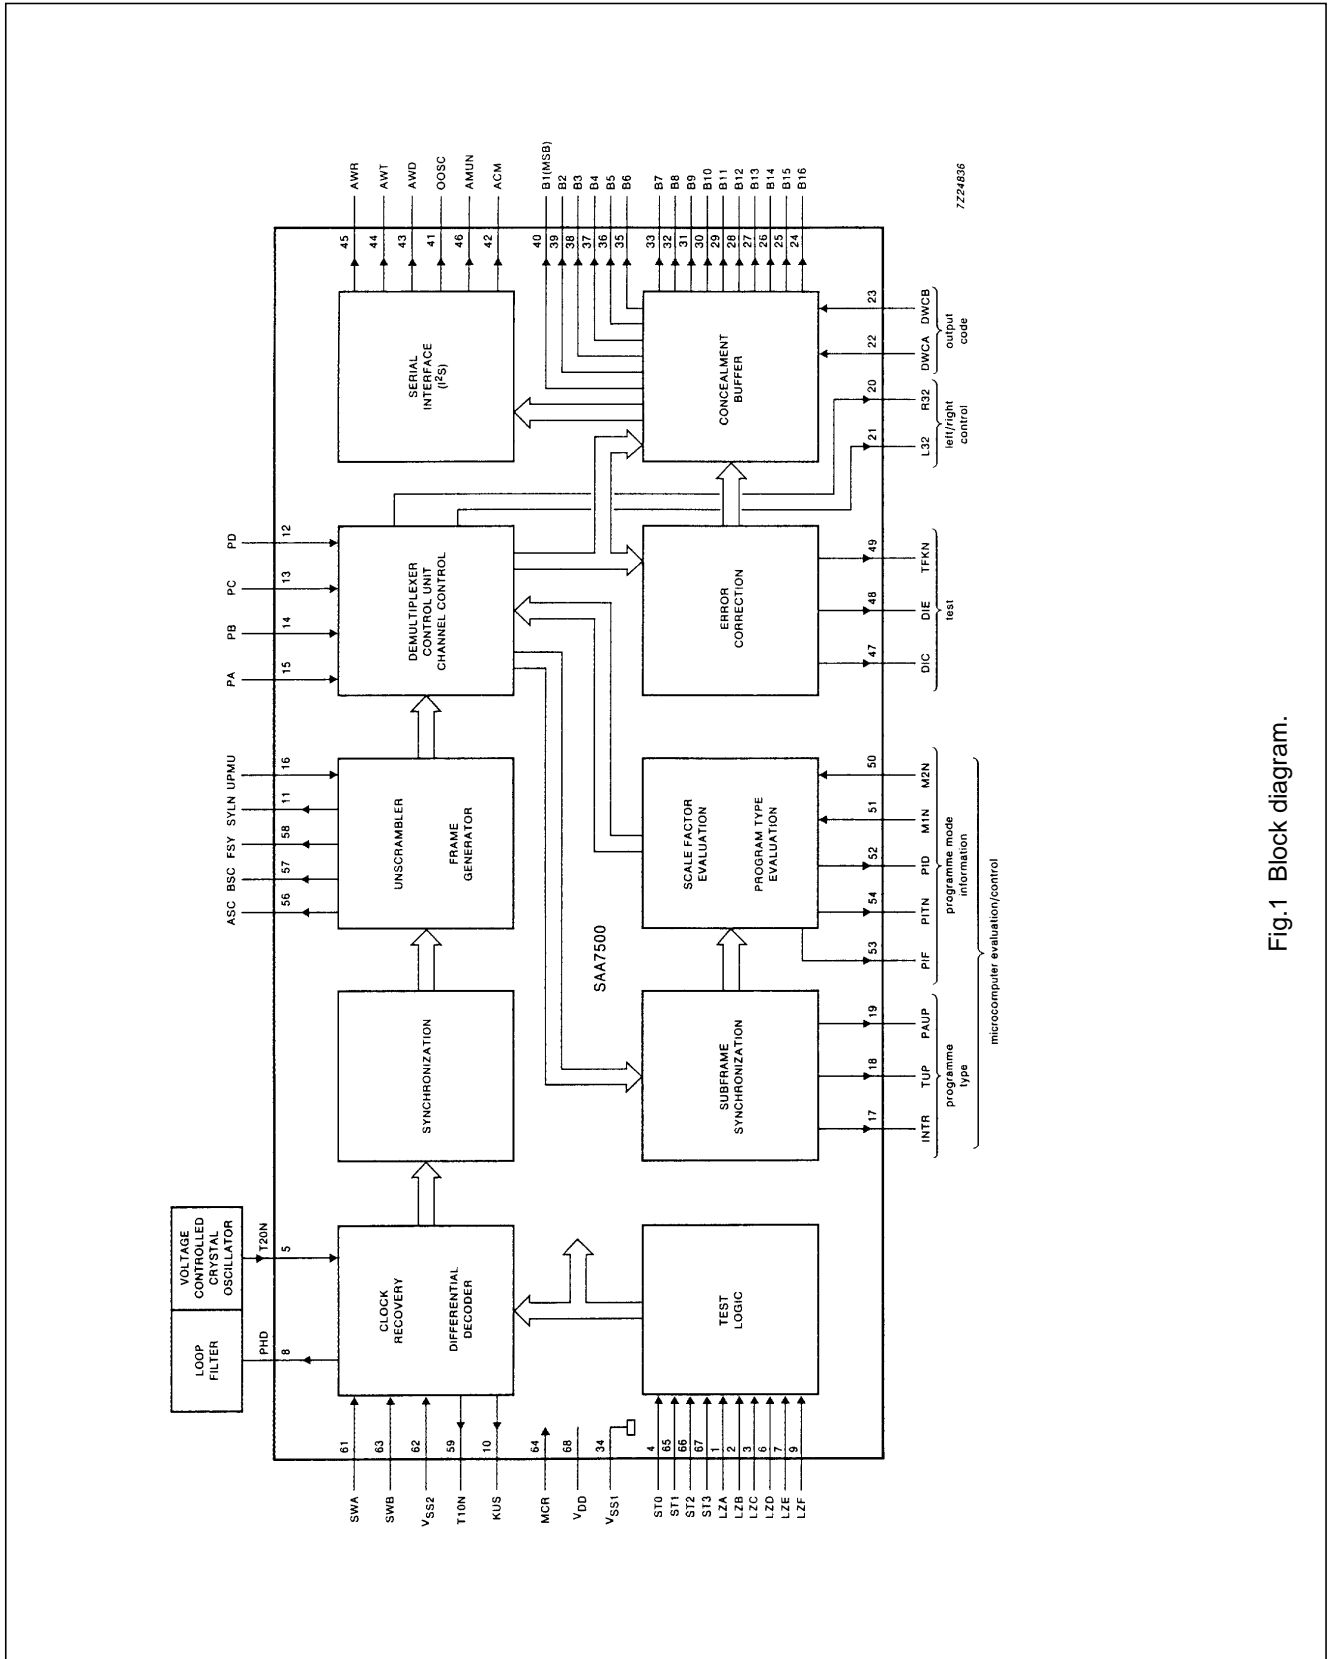 VOLTAGE
CONTROLLED
CRYSTAL
OSCILLATOR
LOOP
FILTER
T20N
5
PHD
8
ASC
56
BSC
57
FSY
58
SYLN
11
UPMU
16
PA
15
PB
14
PC
13
PD
12
SWA
61
SWB
63
VSS2
62
T10N
59
KUS
10
MCR
64
VDD
68
VSS1
34
ST0
4
ST1
65
ST2
66
ST3
67
LZA
1
LZB
2
LZC
3
LZD
6
LZE
7
LZF
9
CLOCK
RECOVERY
DIFFERENTIAL
DECODER
SYNCHRONIZATION
UNSCRAMBLER
FRAME
GENERATOR
DEMULTIPLEXER
CONTROL UNIT
CHANNEL CONTROL
SERIAL
INTERFACE
(I²S)
SAA7500
TEST
LOGIC
SUBFRAME
SYNCHRONIZATION
SCALE FACTOR
EVALUATION
PROGRAM TYPE
EVALUATION
ERROR
CORRECTION
CONCEALMENT
BUFFER
45
AWR
44
AWT
43
AWD
41
OOSC
46
AMUN
42
ACM
40
B1(MSB)
39
B2
38
B3
37
B4
36
B5
35
B6
33
B7
32
B8
31
B9
30
B10
29
B11
28
B12
27
B13
26
B14
25
B15
24
B16
17
INTR
18
TUP
19
PAUP
programme
type
53
PIF
54
PITN
52
PID
51
M1N
50
M2N
programme mode
information
microcomputer evaluation/control
47
DIC
48
DIE
49
TFKN
test
21
L32
20
R32
left/right
control
22
DWCA
23
DWCB
output
code
7Z24836
Fig.1 Block diagram.